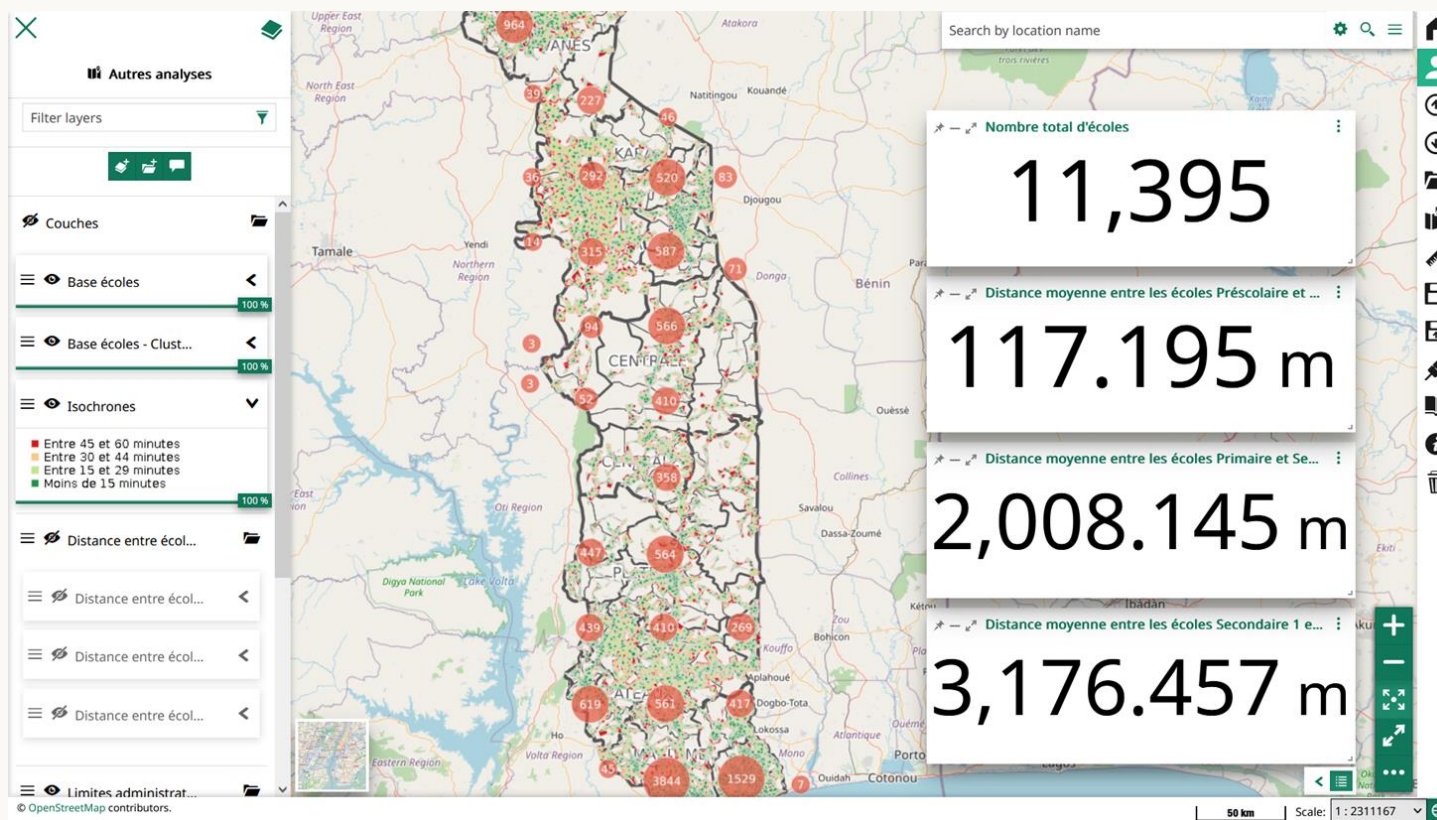 Autres analyses
Filter layers
Couches
Base écoles
100 %
Base écoles - Clust...
100 %
Isochrones
Entre 45 et 60 minutes
Entre 30 et 44 minutes
Entre 15 et 29 minutes
Moins de 15 minutes
100 %
Distance entre écol...
Distance entre écol...
Distance entre écol...
Distance entre écol...
Limites administrat...
© OpenStreetMap contributors.
Upper East
Region
964
Atakora
VANES
North East
Region
39
227
Natitingou
Kouandé
46
KARA
36
292
520
83
Djougou
Tamale
Yendi
14
Northern
Region
315
587
71
Donga
Bénin
94
566
3
CENTRALE
3
52
410
Ouèssè
358
Collines
Oti Region
Savalou
447
564
Dassa-Zoumé
Digya National
Park
Lake Volta
439
410
269
Zou
Bohicon
Kouffo
Aplahoué
619
561
417
Dogbo-Tota
Lokossa
Ho
Volta Region
Mono
Atlantique
Eastern Region
45
3844
1529
7
Ouidah
Cotonou
Search by location name
trois rivières
Nombre total d'écoles
11,395
Distance moyenne entre les écoles Préscolaire et ...
117.195 m
Distance moyenne entre les écoles Primaire et Se...
2,008.145 m
Ekiti
Ibadan
Distance moyenne entre les écoles Secondaire 1 e...
3,176.457 m
Lagos
50 km
Scale:
1 : 2311167